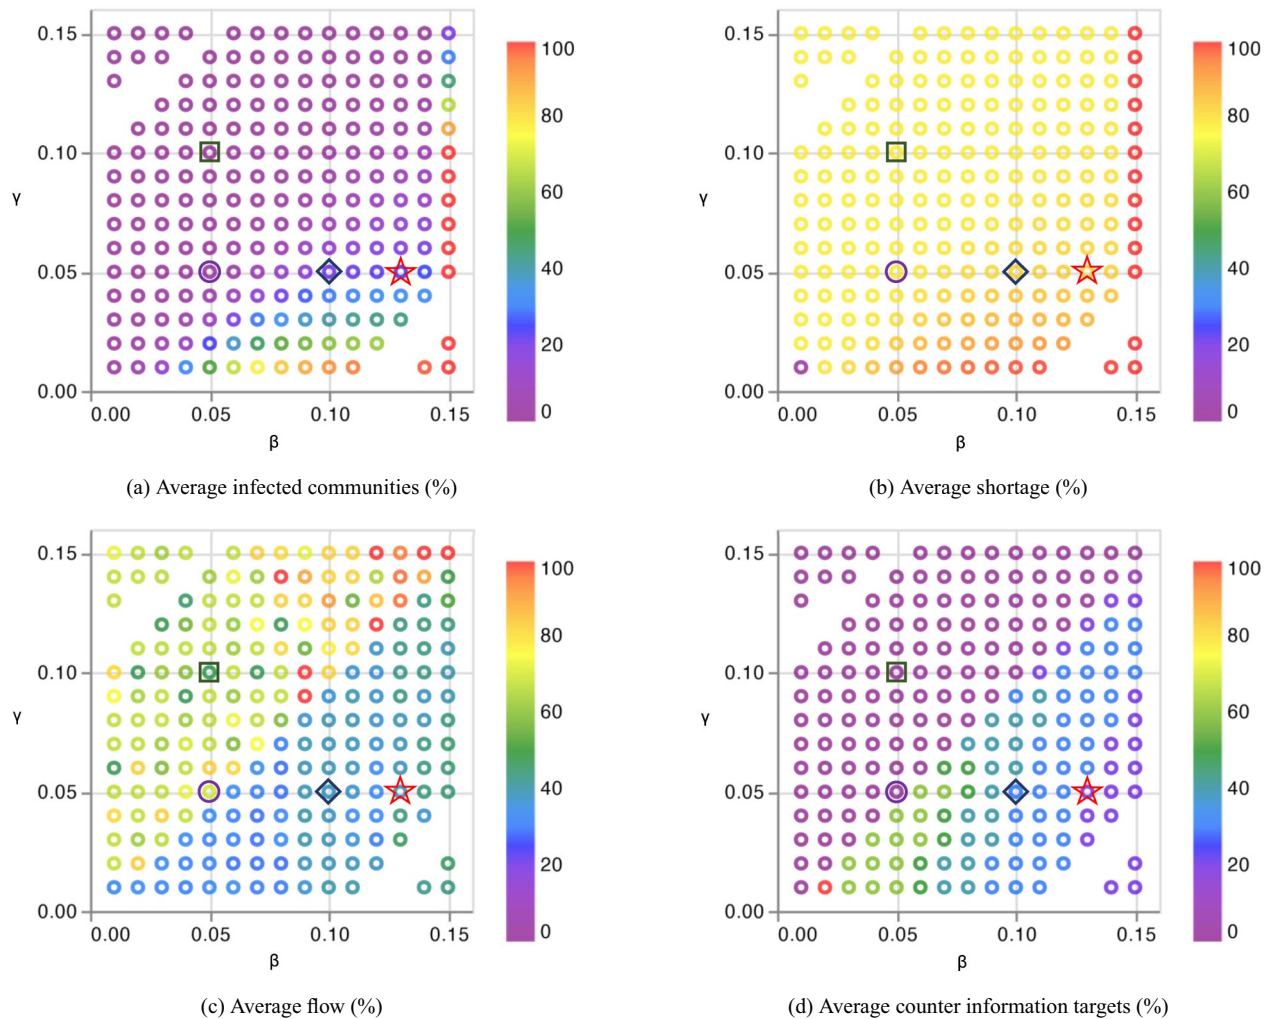 0.15
0.10
γ
0.05
0.00
0.00 0.05 0.10 0.15
β
100
80
60
40
20
0
(a) Average infected communities (%)
0.15
0.10
γ
0.05
0.00
0.00 0.05 0.10 0.15
β
100
80
60
40
20
0
(b) Average shortage (%)
0.15
0.10
γ
0.05
0.00
0.00 0.05 0.10 0.15
β
100
80
60
40
20
0
(c) Average flow (%)
0.15
0.10
γ
0.05
0.00
0.00 0.05 0.10 0.15
β
100
80
60
40
20
0
(d) Average counter information targets (%)